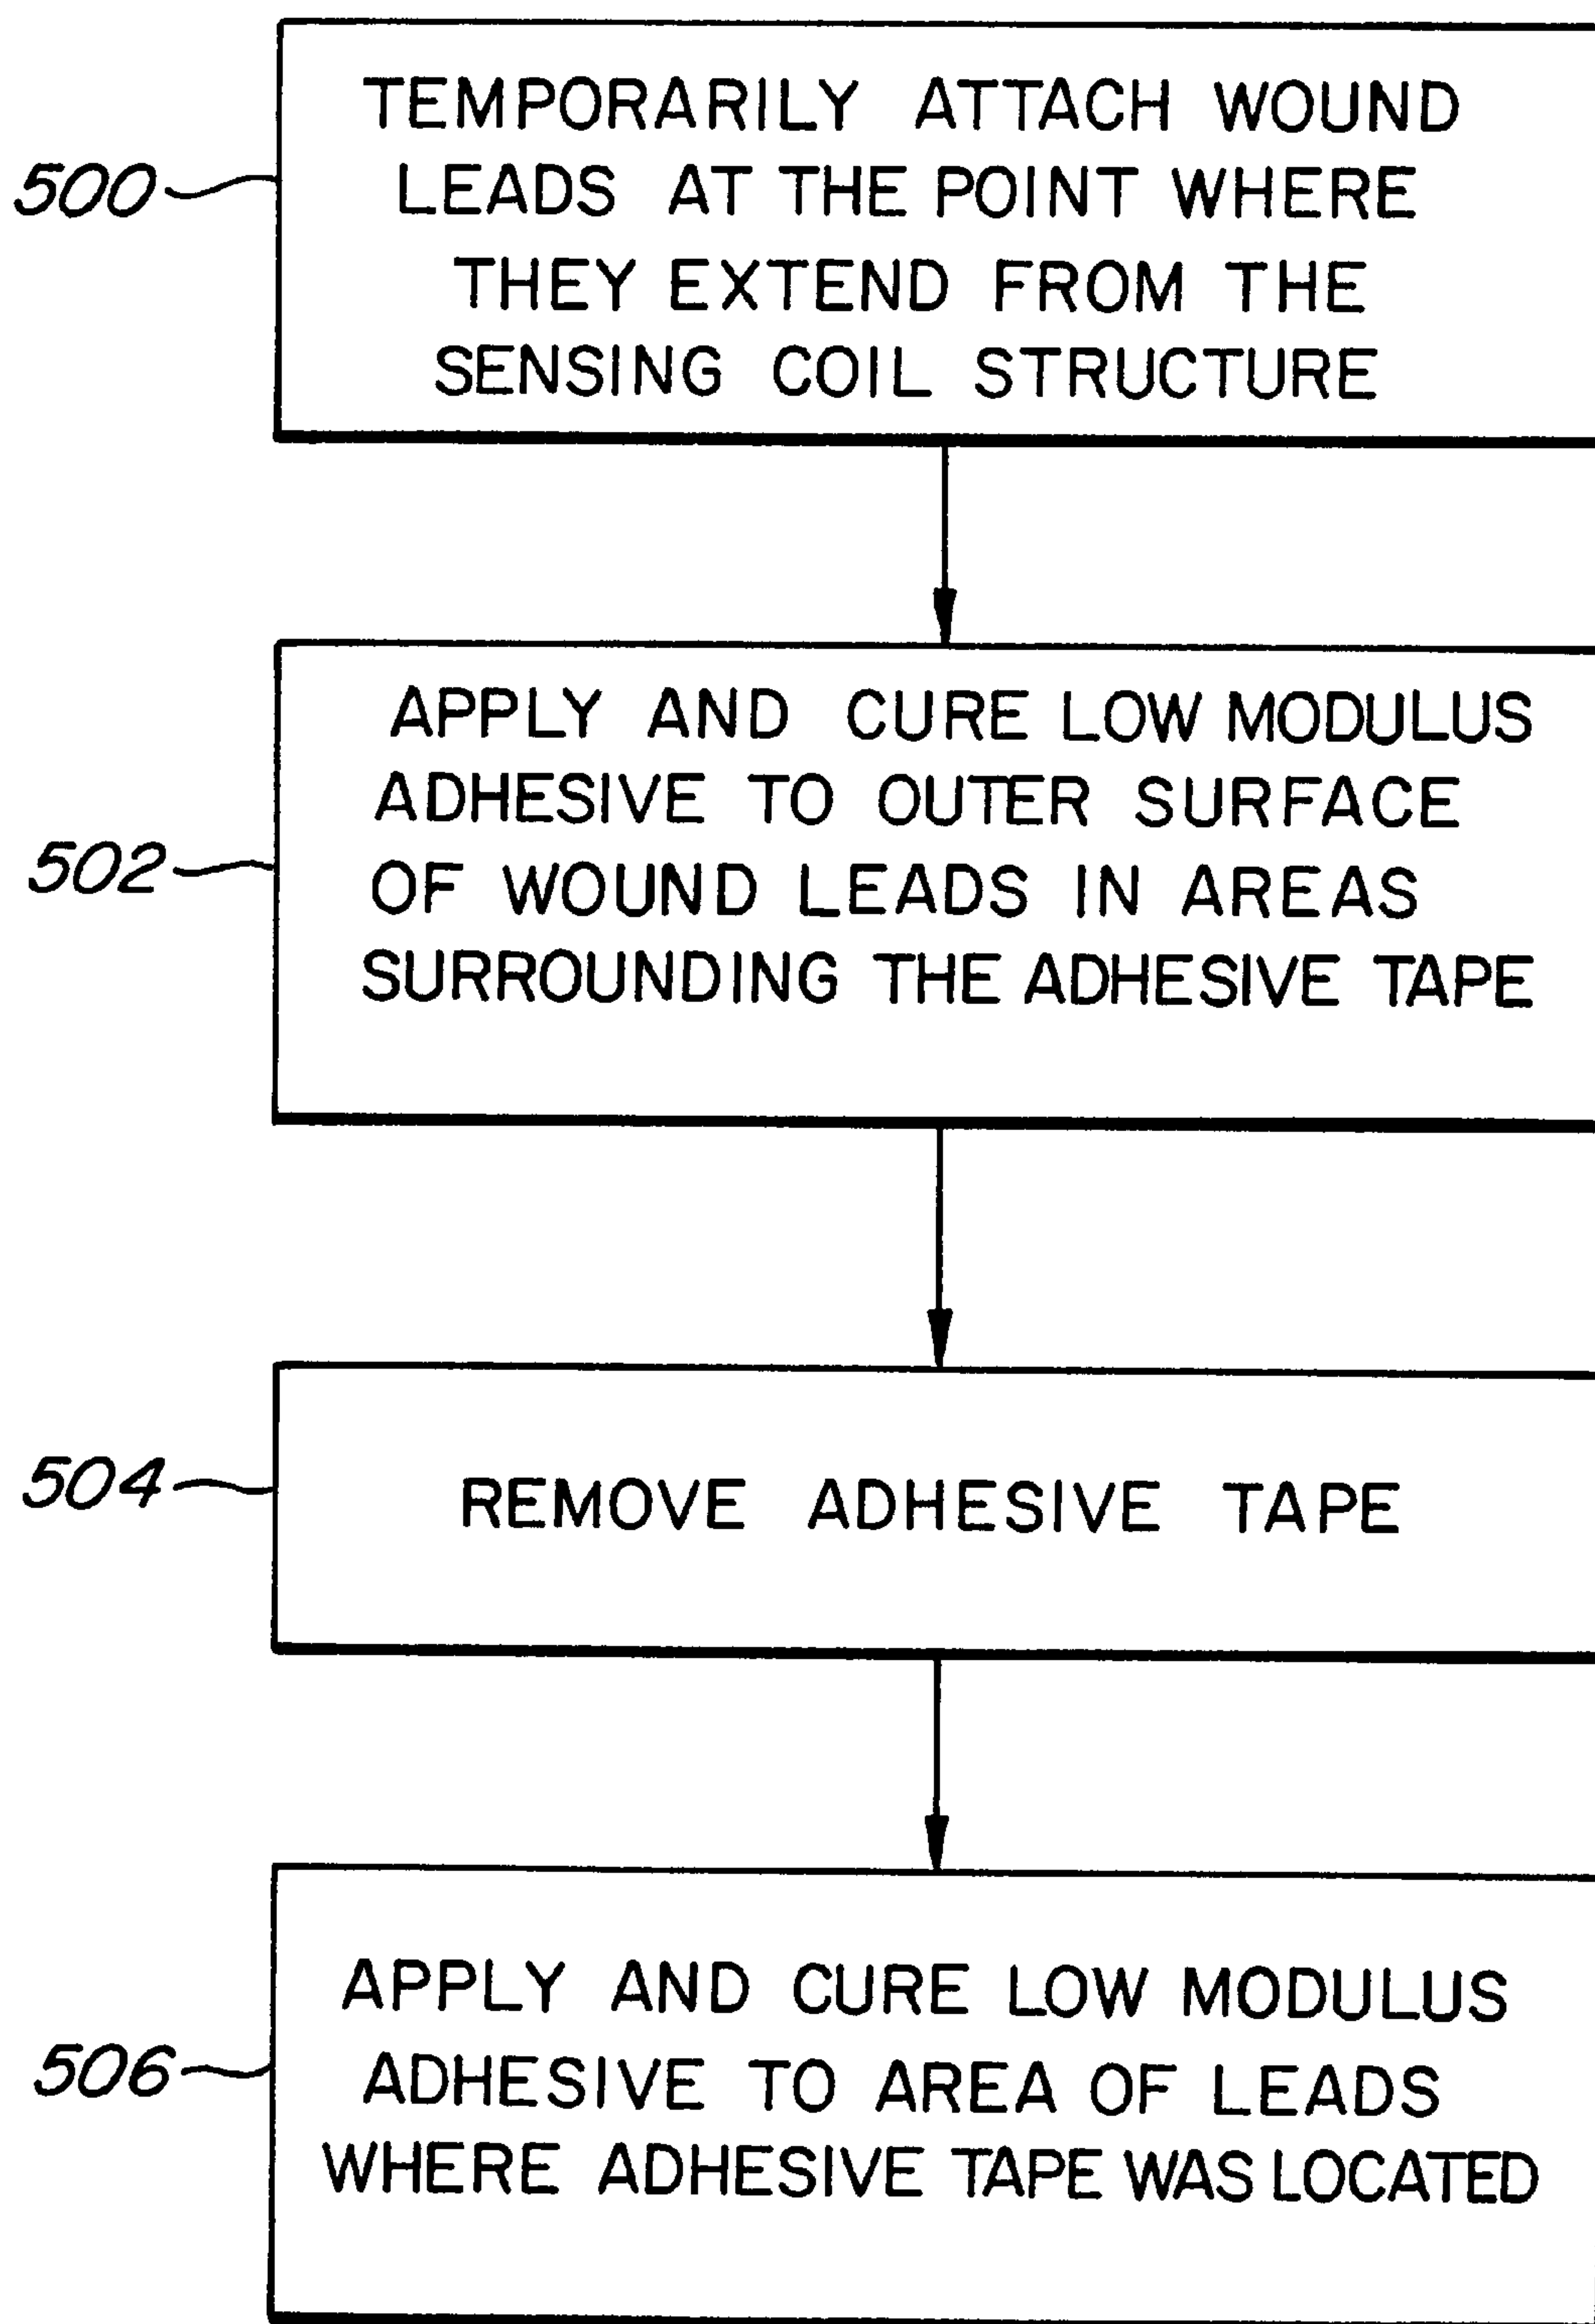 500
TEMPORARILY ATTACH WOUND
LEADS AT THE POINT WHERE
THEY EXTEND FROM THE
SENSING COIL STRUCTURE
502
APPLY AND CURE LOW MODULUS
ADHESIVE TO OUTER SURFACE
OF WOUND LEADS IN AREAS
SURROUNDING THE ADHESIVE TAPE
504
REMOVE ADHESIVE TAPE
506
APPLY AND CURE LOW MODULUS
ADHESIVE TO AREA OF LEADS
WHERE ADHESIVE TAPE WAS LOCATED